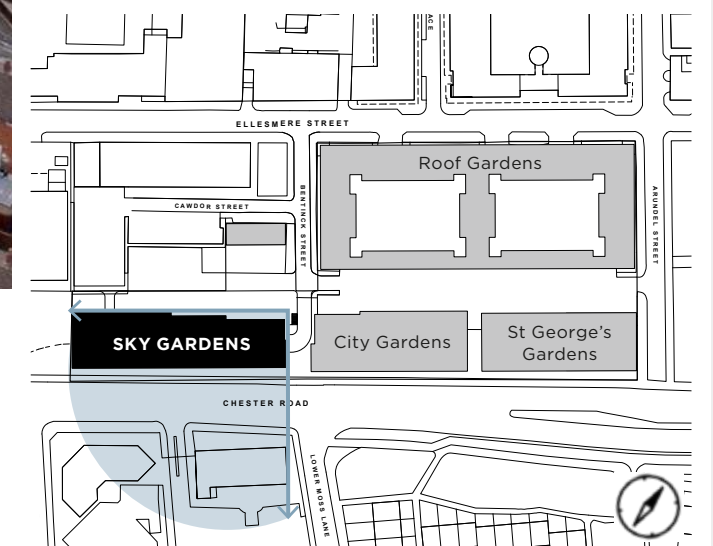 ACE
ELLESMERE STREET
Roof Gardens
BENTINCK STREET
ARUNDEL STREET
CAWDOR STREET
SKY GARDENS
City Gardens
St George's
Gardens
CHESTER ROAD
LOWER MOSS LANE